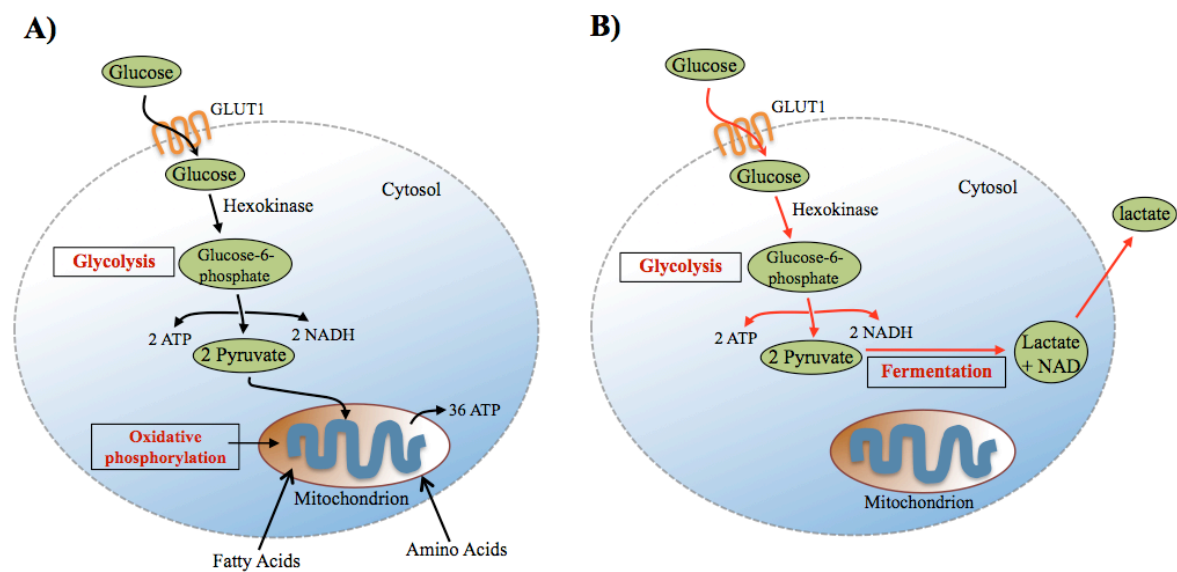 A)
Glucose
GLUT1
Glucose
Cytosol
Hexokinase
Glycolysis
Glucose-6-
phosphate
2 ATP
2 NADH
2 Pyruvate
36 ATP
Oxidative
phosphorylation
Mitochondrion
Fatty Acids
Amino Acids
B)
Glucose
GLUT1
Glucose
Cytosol
Hexokinase
lactate
Glycolysis
Glucose-6-
phosphate
2 ATP
2 NADH
2 Pyruvate
Lactate
+ NAD
Fermentation
Mitochondrion